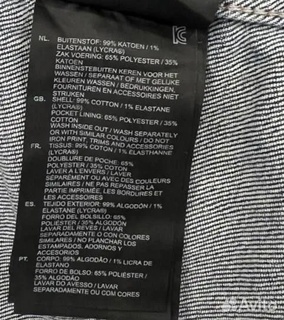 NL. BUITENSTOF: 99% KATOEN / 1%
ELASTAAN (LYCRA®)
ZAK VOERING: 65% POLYESTER / 35%
KATOEN
BINNENSTEBUITEN KEREN VOOR HET
WASSEN / SEPARAAT OF MET GELIJKE
KLEUREN WASSEN / BEDRUKKINGEN,
FOURNITUREN EN ACCESSOIRES NIET
STRIJKEN
GB. SHELL: 99% COTTON / 1% ELASTANE
(LYCRA®)
POCKET LINING: 65% POLYESTER / 35%
COTTON
WASH INSIDE OUT / WASH SEPARATELY
OR WITH SIMILAR COLOURS / DO NOT
IRON PRINT, TRIMS AND ACCESSORIES
FR. TISSUS: 99% COTON / 1% ELASTHANNE
(LYCRA®)
DOUBLURE DE POCHE: 65%
POLYESTER / 35% COTON
LAVER A L'ENVERS / LAVER
SÉPARÉMENT OU AVEC DES COULEURS
SIMILAIRES / NE PAS REPASSER LA
PARTIE IMPRIMÉE, LES BORDURES ET
LES ACCESSOIRES
ES. TEJIDO EXTERIOR: 99% ALGODÓN / 1%
ELASTANE (LYCRA®)
FORRO DEL BOLSILLO: 65%
POLIÉSTER / 35% ALGODÓN
LAVAR DEL REVÉS / LAVAR
SEPARADAMENTE O CON COLORES
SIMILARES / NO PLANCHAR LOS
ESTAMPADOS, ADORNOS Y
ACCESORIOS
PT. CORPO: 99% ALGODÃO / 1% LICRA DE
ELASTANO
FORRO DE BOLSO: 65% POLIÉSTER /
35% ALGODÃO
LAVAR DO AVESSO / LAVAR
SEPARADAMENTE OU COM CORES
Avito